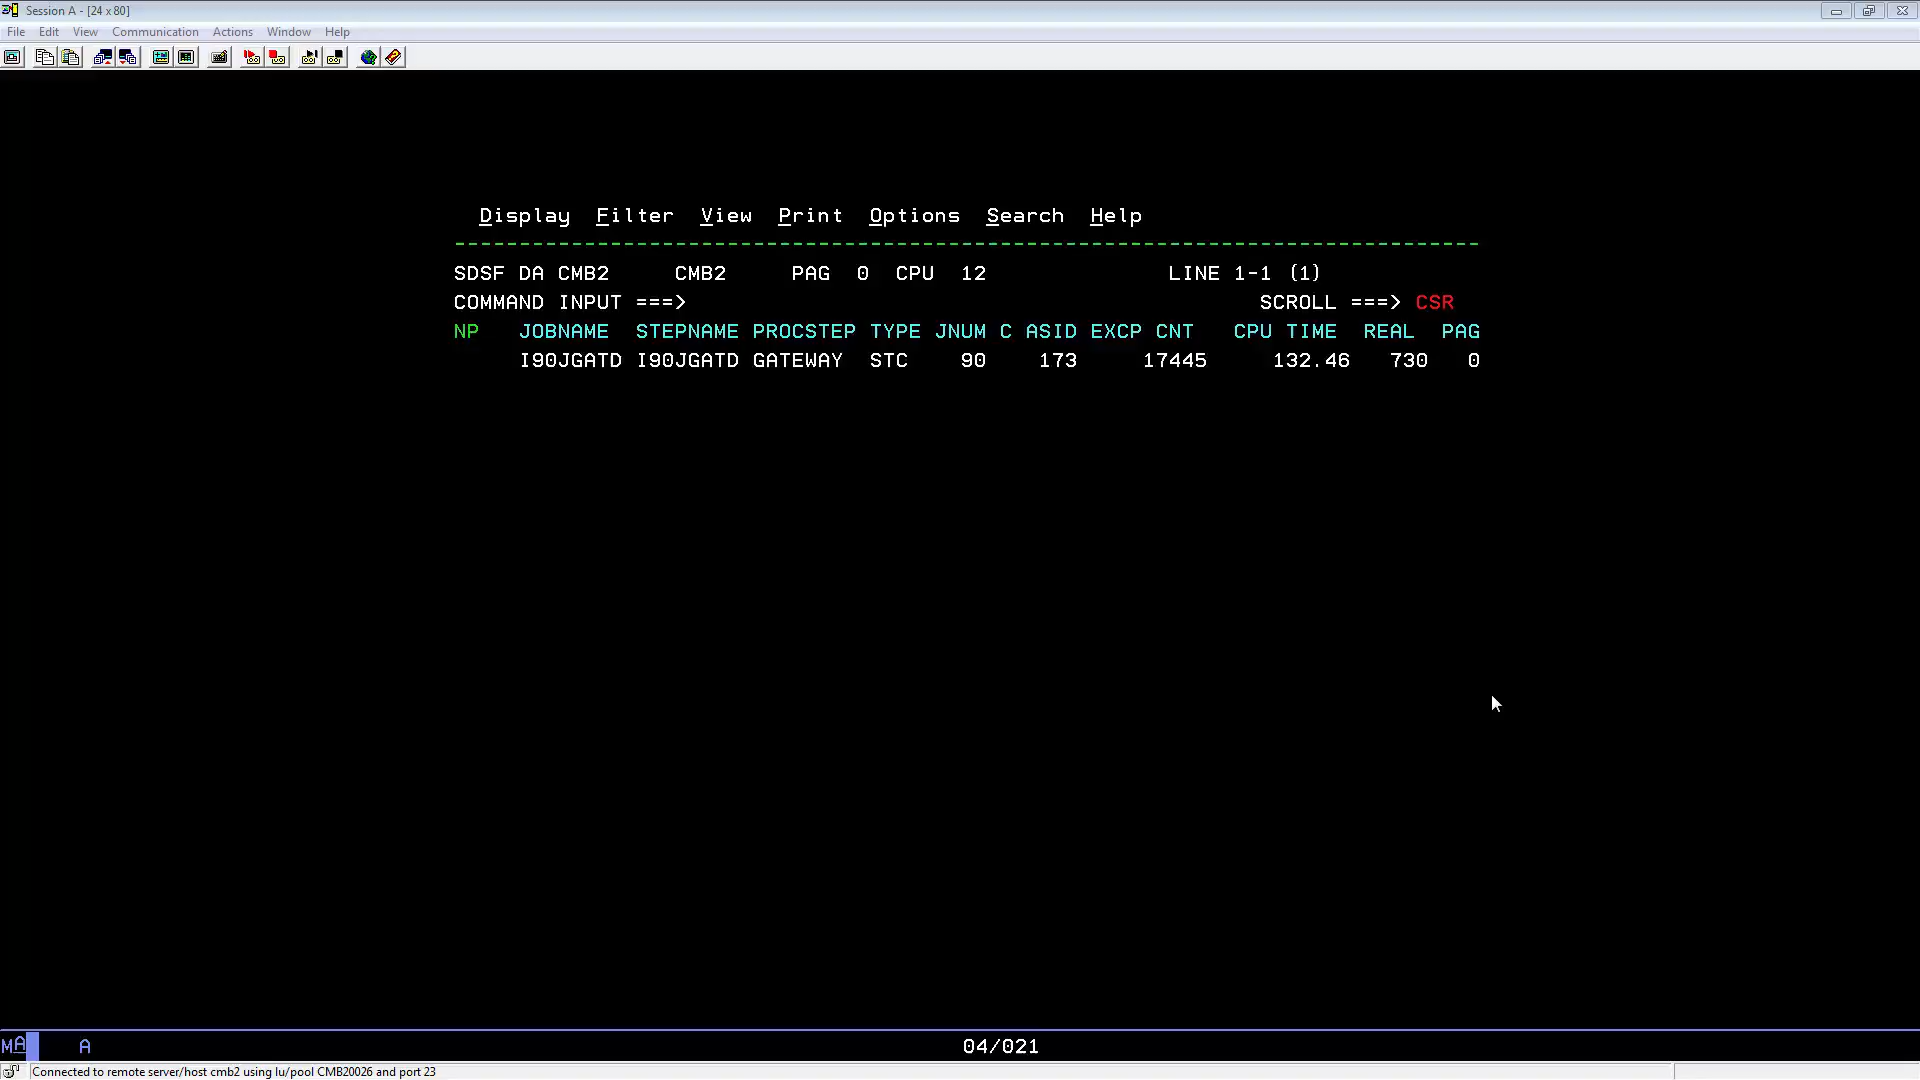 Session A - [24 x 80]
File Edit View Communication Actions Window Help
Display Filter View Print Options Search Help
--------------------------------------------------------------------------------
SDSF DA CMB2 CMB2 PAG 0 CPU 12 LINE 1-1 (1)
COMMAND INPUT ===> SCROLL ===> CSR
NP JOBNAME STEPNAME PROCSTEP TYPE JNUM C ASID EXCP CNT CPU TIME REAL PAG
I90JGATD I90JGATD GATEWAY STC 90 173 17445 132.46 730 0
MA A 04/021
Connected to remote server/host cmb2 using lu/pool CMB20026 and port 23